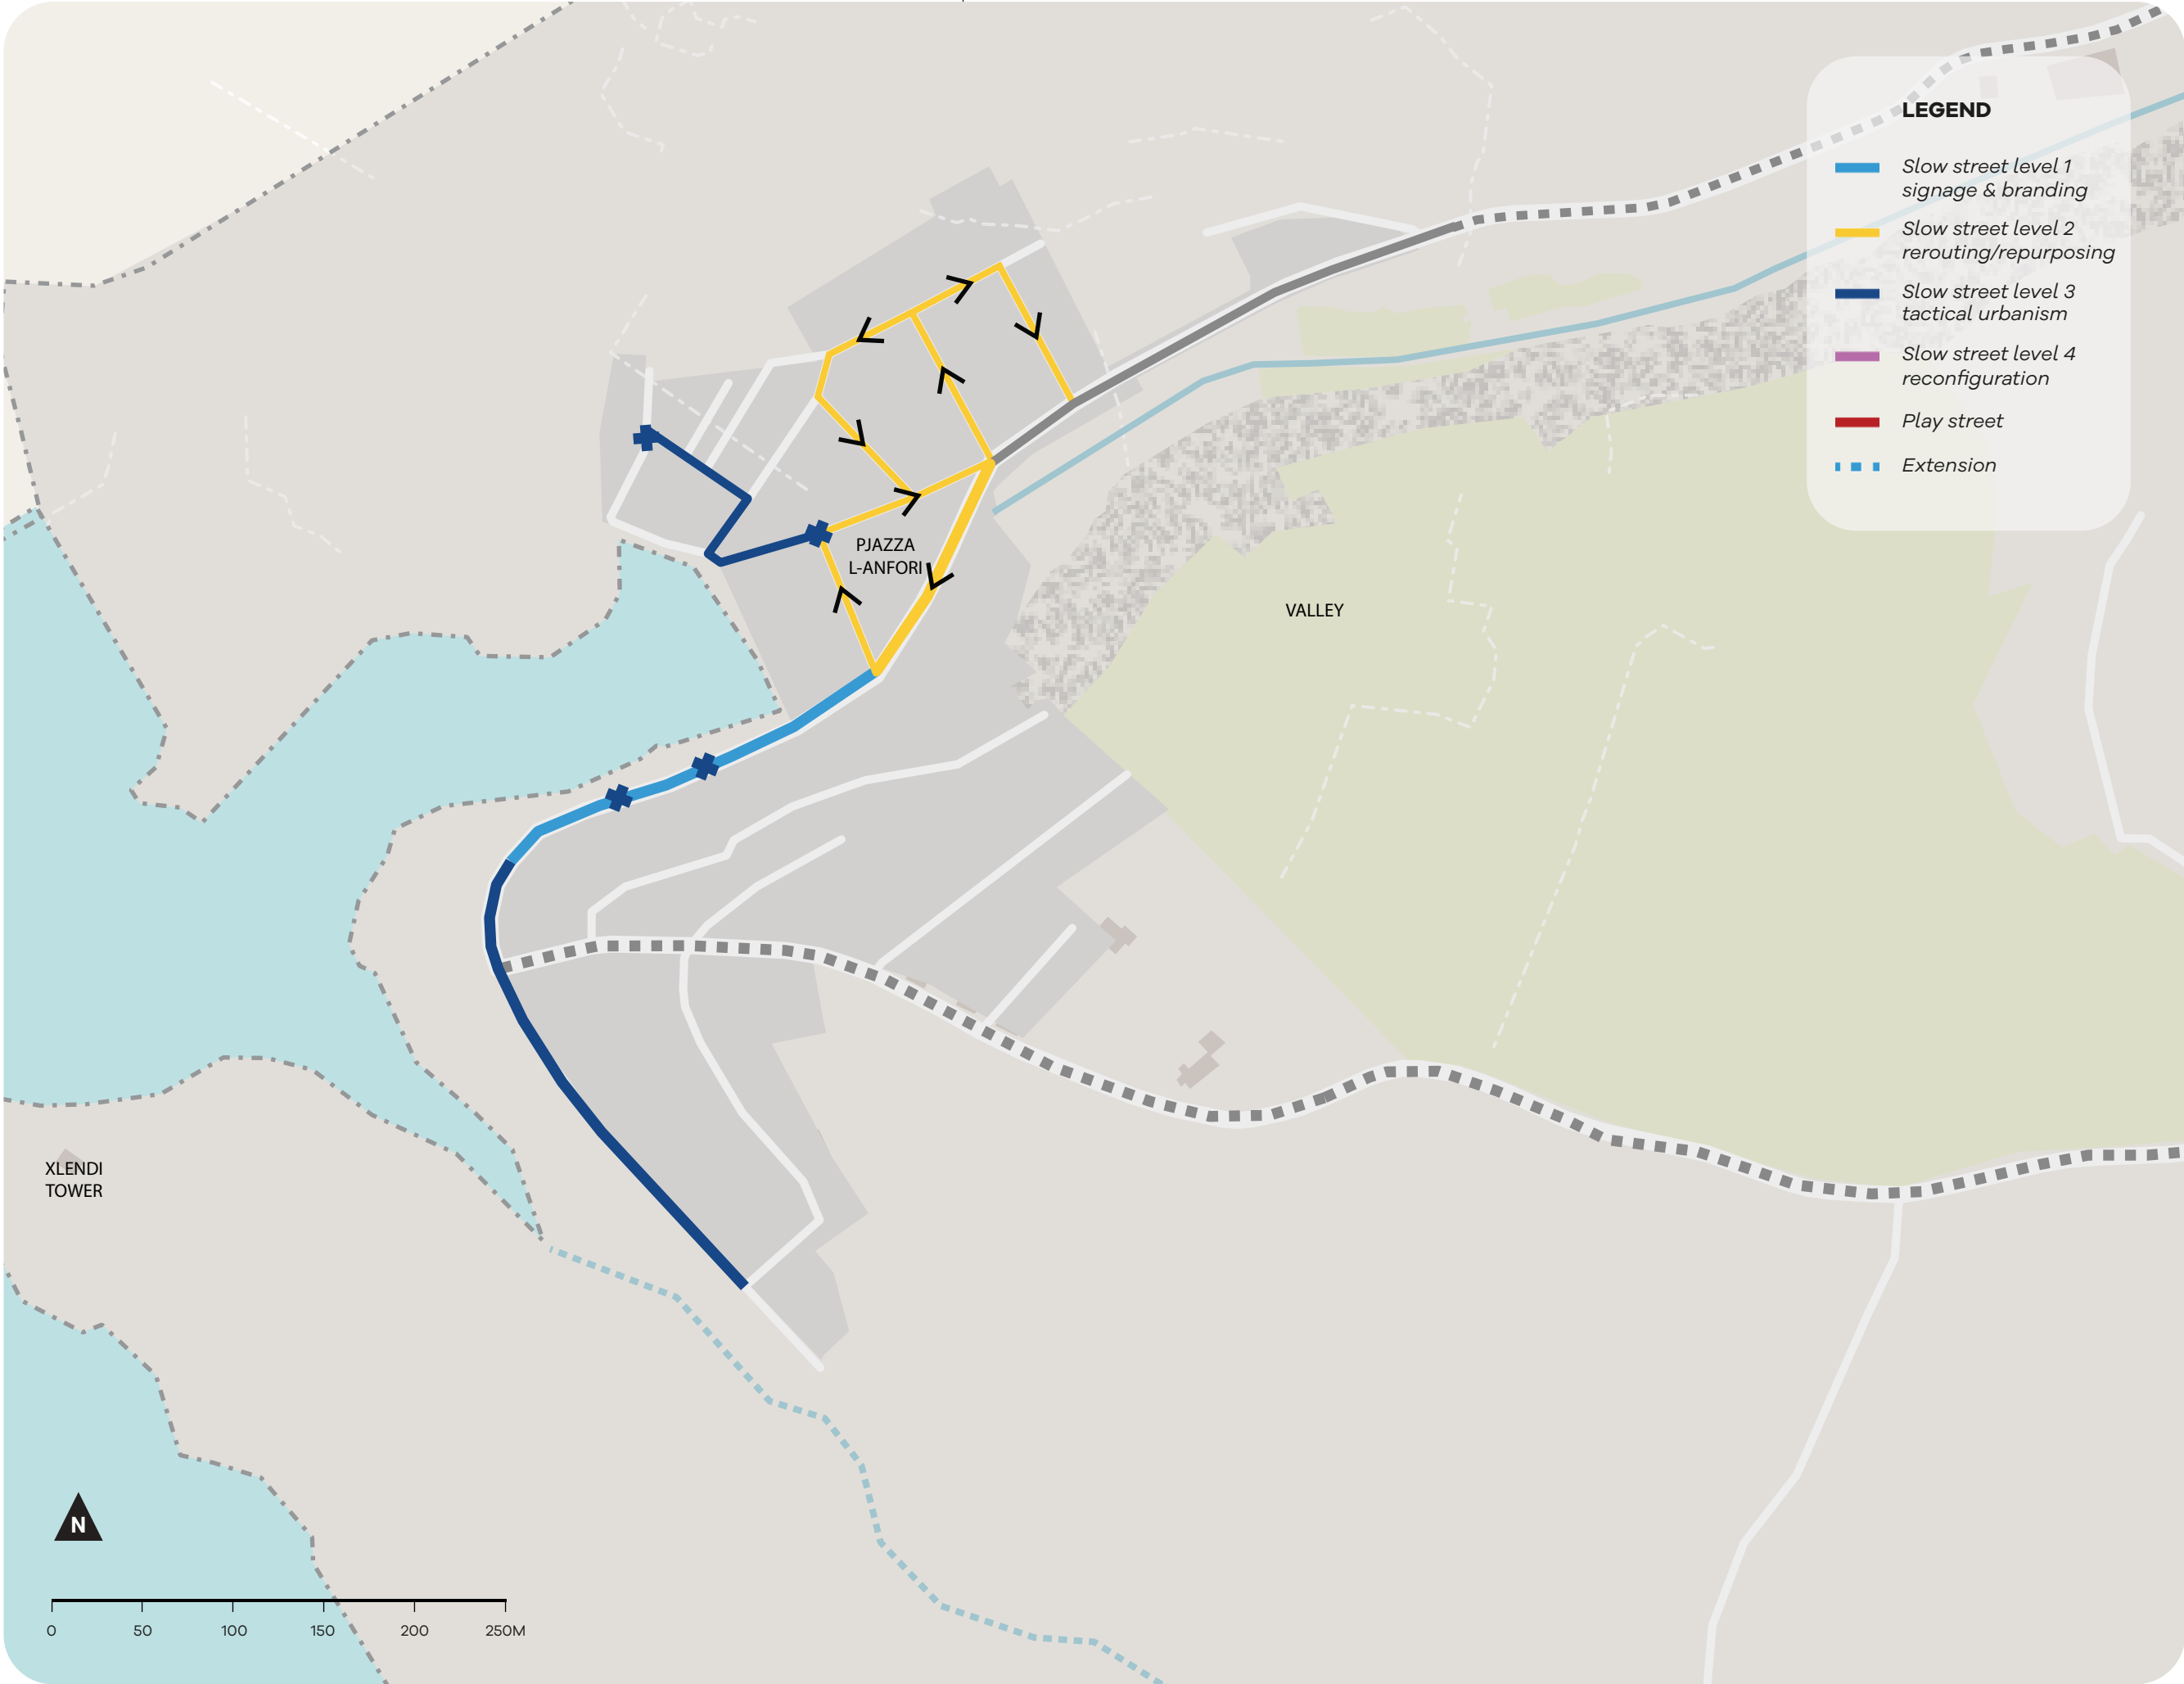 LEGEND
Slow street level 1
signage & branding
Slow street level 2
rerouting/repurposing
Slow street level 3
tactical urbanism
Slow street level 4
reconfiguration
Play street
Extension
PJAZZA
L-ANFORI
VALLEY
XLENDI
TOWER
N
0 50 100 150 200 250M